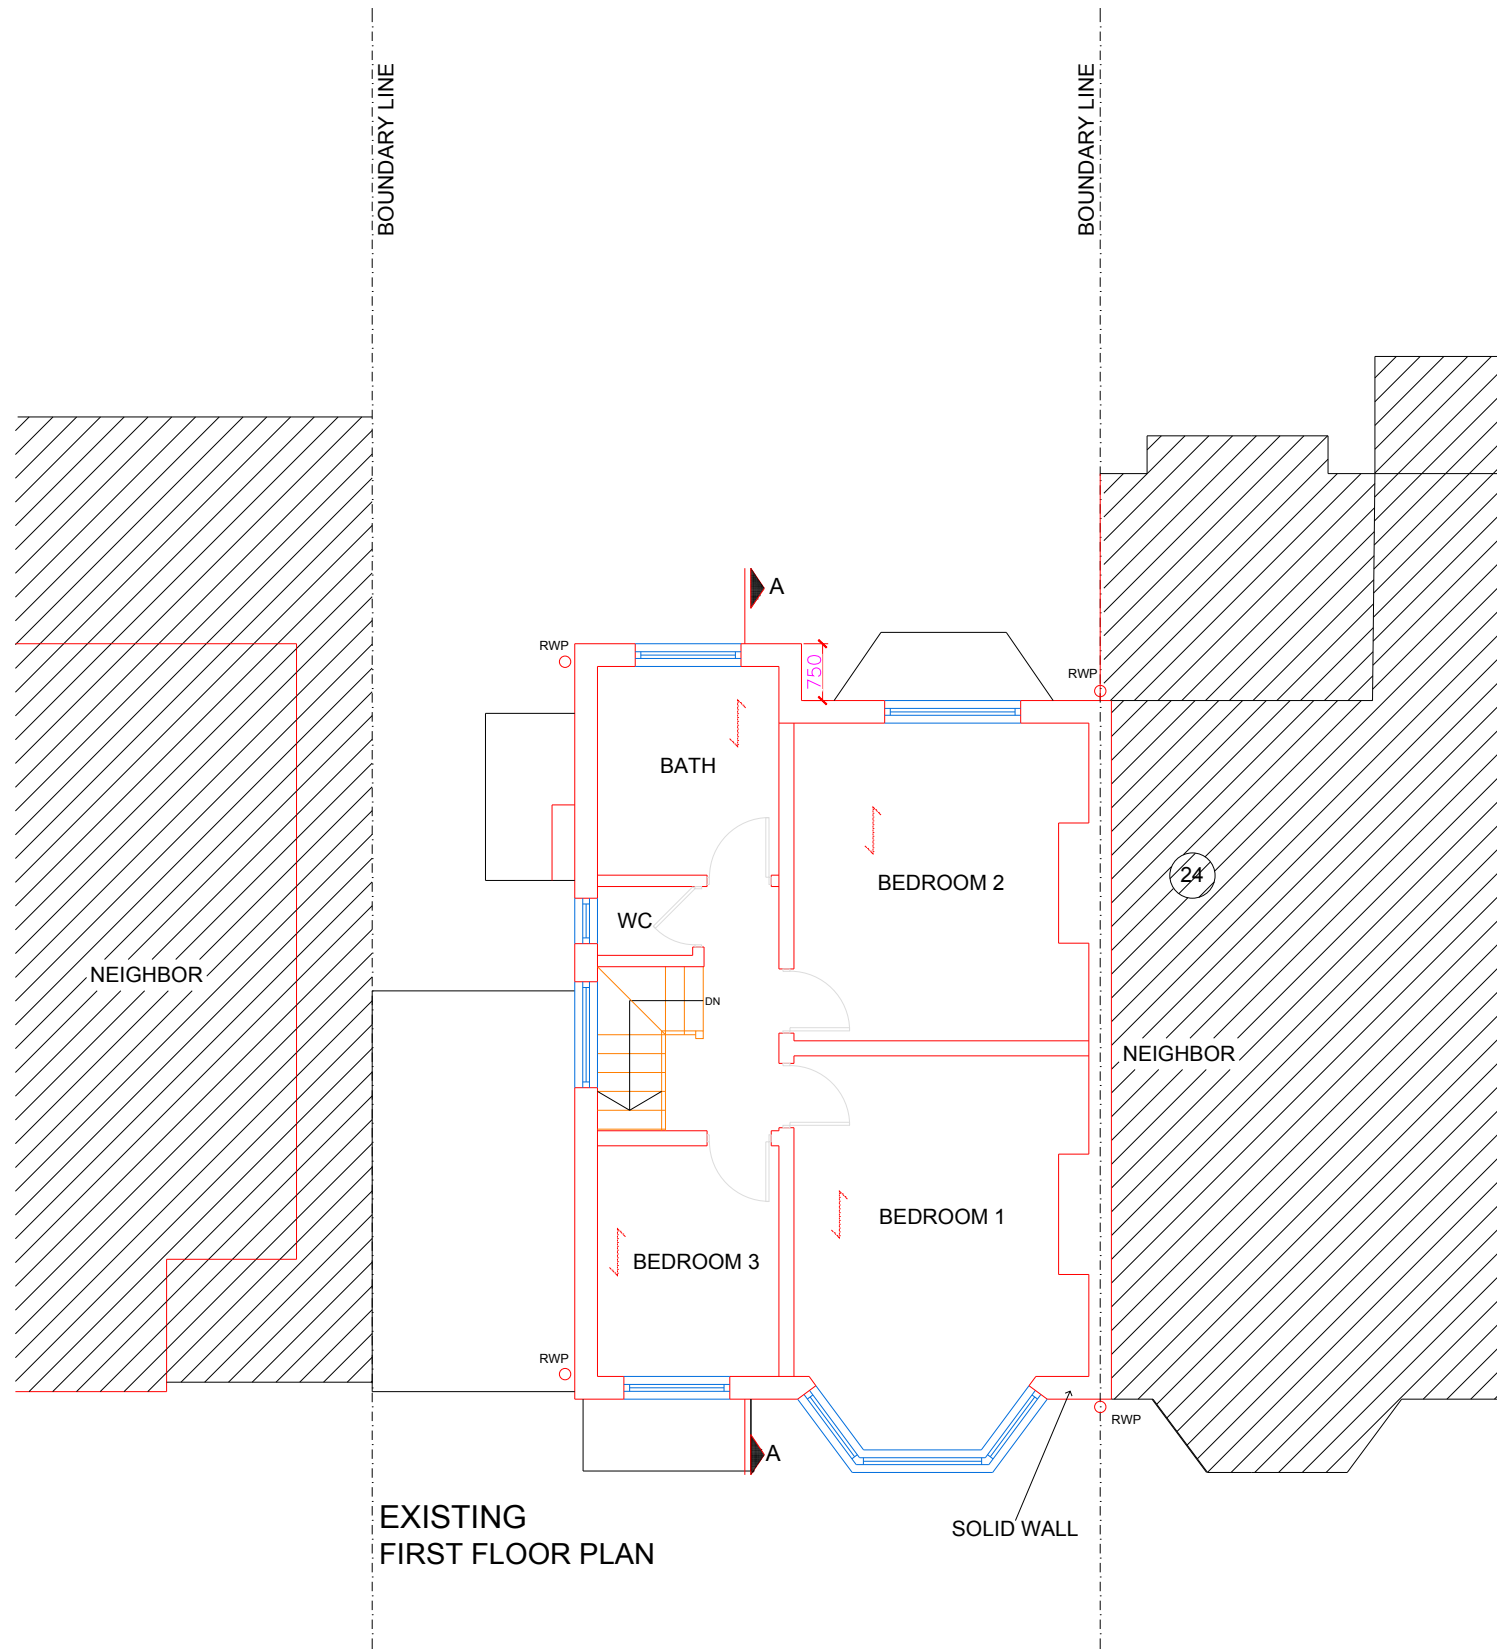 BOUNDARY LINE
BOUNDARY LINE
A
RWP
750
RWP
BATH
BEDROOM 2
24
WC
NEIGHBOR
DN
NEIGHBOR
BEDROOM 1
BEDROOM 3
RWP
RWP
A
EXISTING
FIRST FLOOR PLAN
SOLID WALL